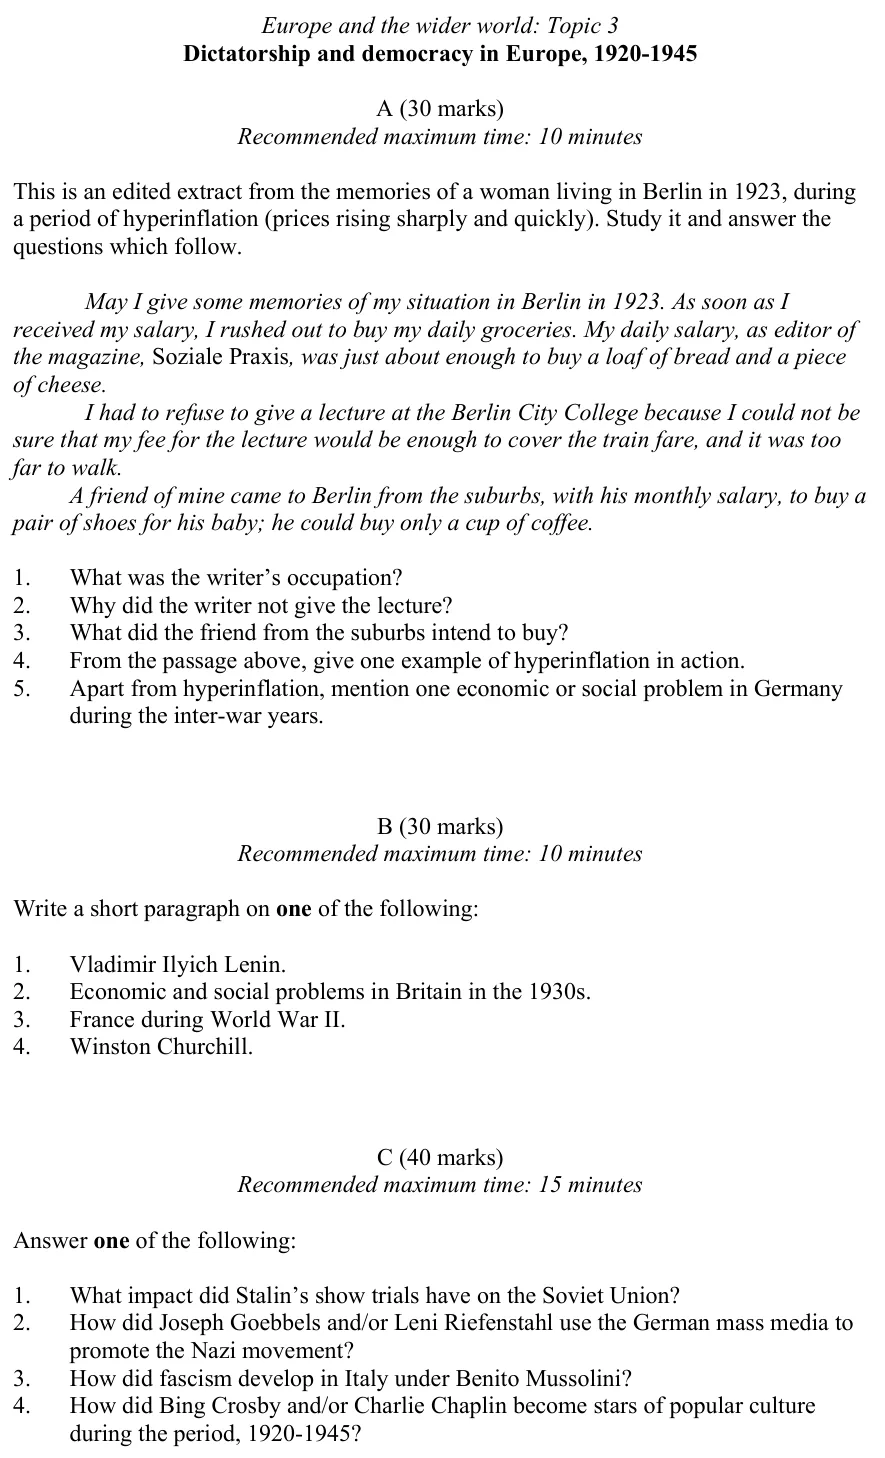 Europe and the wider world: Topic 3
Dictatorship and democracy in Europe, 1920-1945
A (30 marks)
Recommended maximum time: 10 minutes
This is an edited extract from the memories of a woman living in Berlin in 1923, during
a period of hyperinflation (prices rising sharply and quickly). Study it and answer the
questions which follow.
May I give some memories of my situation in Berlin in 1923. As soon as I
received my salary, I rushed out to buy my daily groceries. My daily salary, as editor of
the magazine, Soziale Praxis, was just about enough to buy a loaf of bread and a piece
of cheese.
I had to refuse to give a lecture at the Berlin City College because I could not be
sure that my fee for the lecture would be enough to cover the train fare, and it was too
far to walk.
A friend of mine came to Berlin from the suburbs, with his monthly salary, to buy a
pair of shoes for his baby; he could buy only a cup of coffee.
1. What was the writer's occupation?
2. Why did the writer not give the lecture?
3. What did the friend from the suburbs intend to buy?
4. From the passage above, give one example of hyperinflation in action.
5. Apart from hyperinflation, mention one economic or social problem in Germany
during the inter-war years.
B (30 marks)
Recommended maximum time: 10 minutes
Write a short paragraph on one of the following:
1. Vladimir Ilyich Lenin.
2. Economic and social problems in Britain in the 1930s.
3. France during World War II.
4. Winston Churchill.
C (40 marks)
Recommended maximum time: 15 minutes
Answer one of the following:
1. What impact did Stalin's show trials have on the Soviet Union?
2. How did Joseph Goebbels and/or Leni Riefenstahl use the German mass media to
promote the Nazi movement?
3. How did fascism develop in Italy under Benito Mussolini?
4. How did Bing Crosby and/or Charlie Chaplin become stars of popular culture
during the period, 1920-1945?